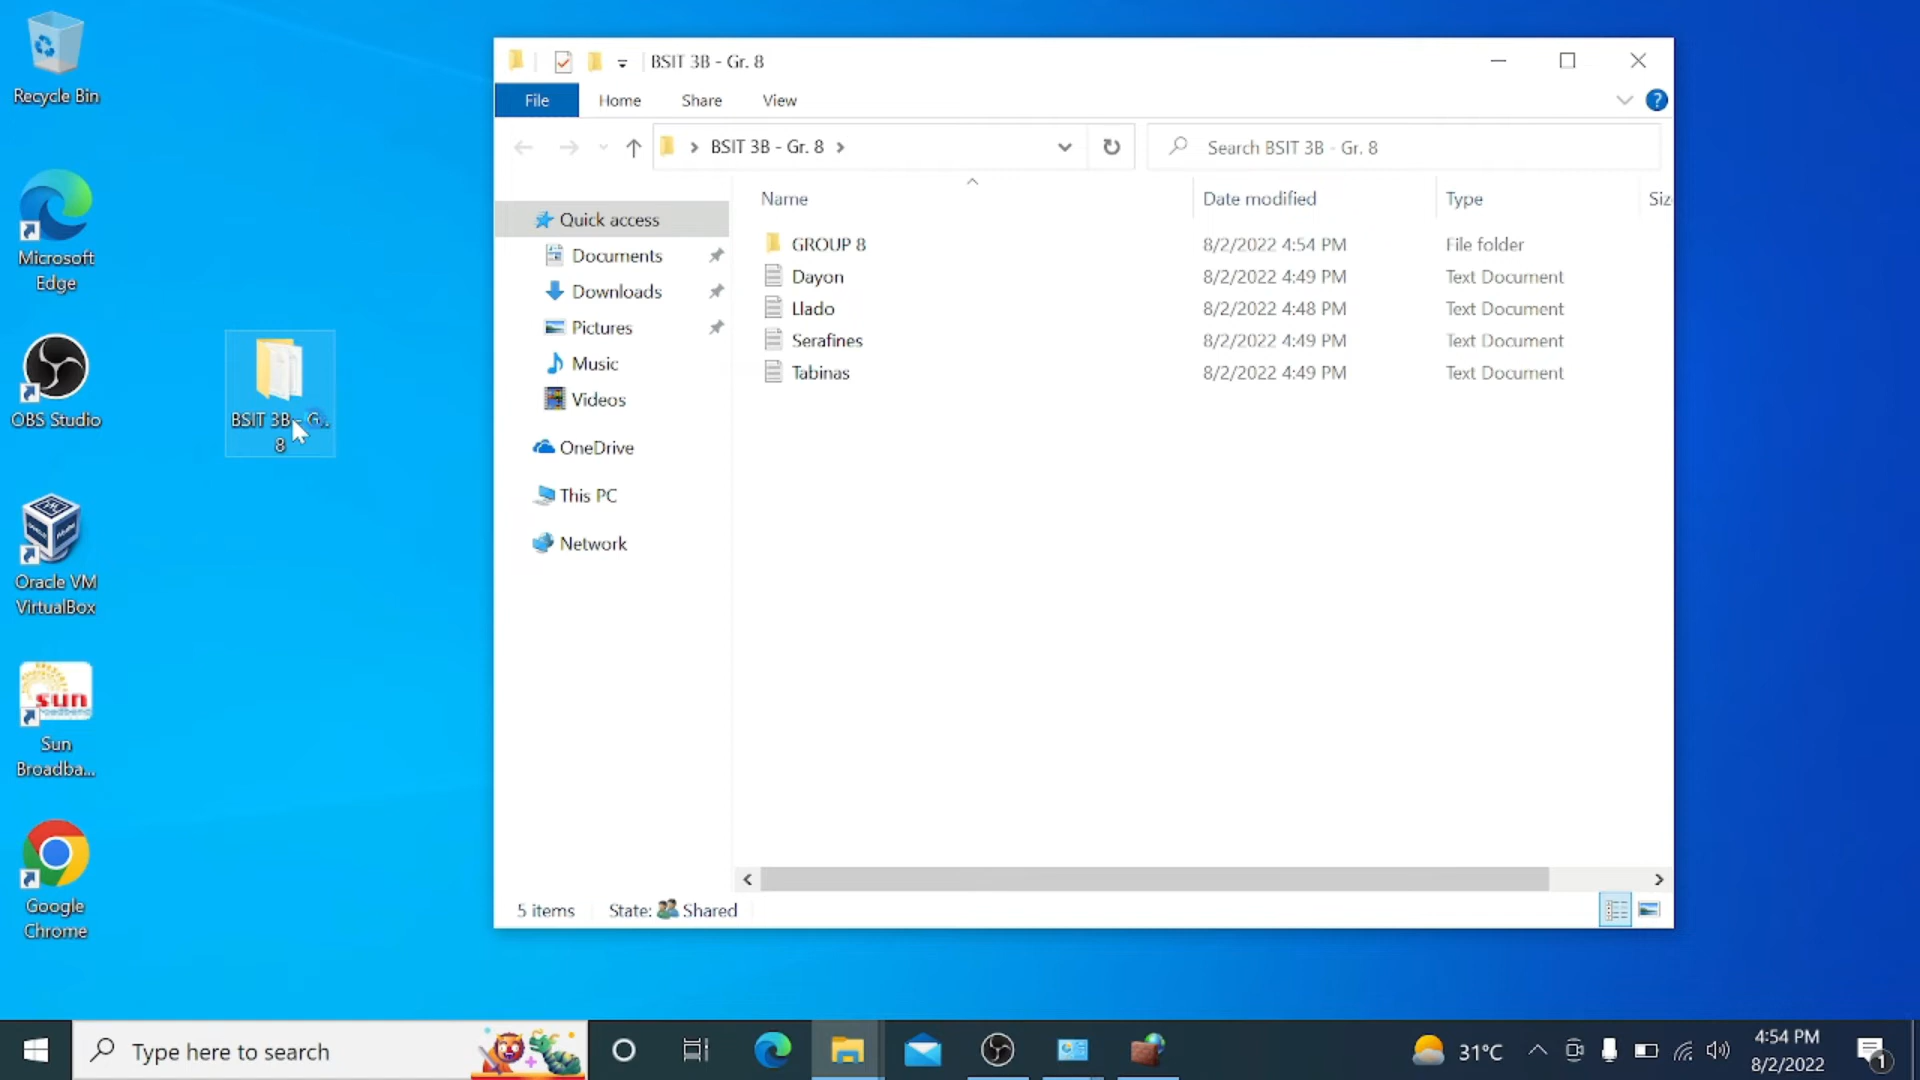 Recycle Bin
Microsoft
Edge
OBS Studio
Oracle VM
VirtualBox
sun
Sun
Broadba...
Google
Chrome
BSIT 3B - G...
8
BSIT 3B - Gr. 8
File Home Share View
BSIT 3B - Gr. 8
Search BSIT 3B - Gr. 8
Quick access
Documents
Downloads
Pictures
Music
Videos
OneDrive
This PC
Network
Name Date modified Type Siz
GROUP 8 8/2/2022 4:54 PM File folder
Dayon 8/2/2022 4:49 PM Text Document
Llado 8/2/2022 4:48 PM Text Document
Serafines 8/2/2022 4:49 PM Text Document
Tabinas 8/2/2022 4:49 PM Text Document
5 items State: Shared
Type here to search
31°C
4:54 PM
8/2/2022
1